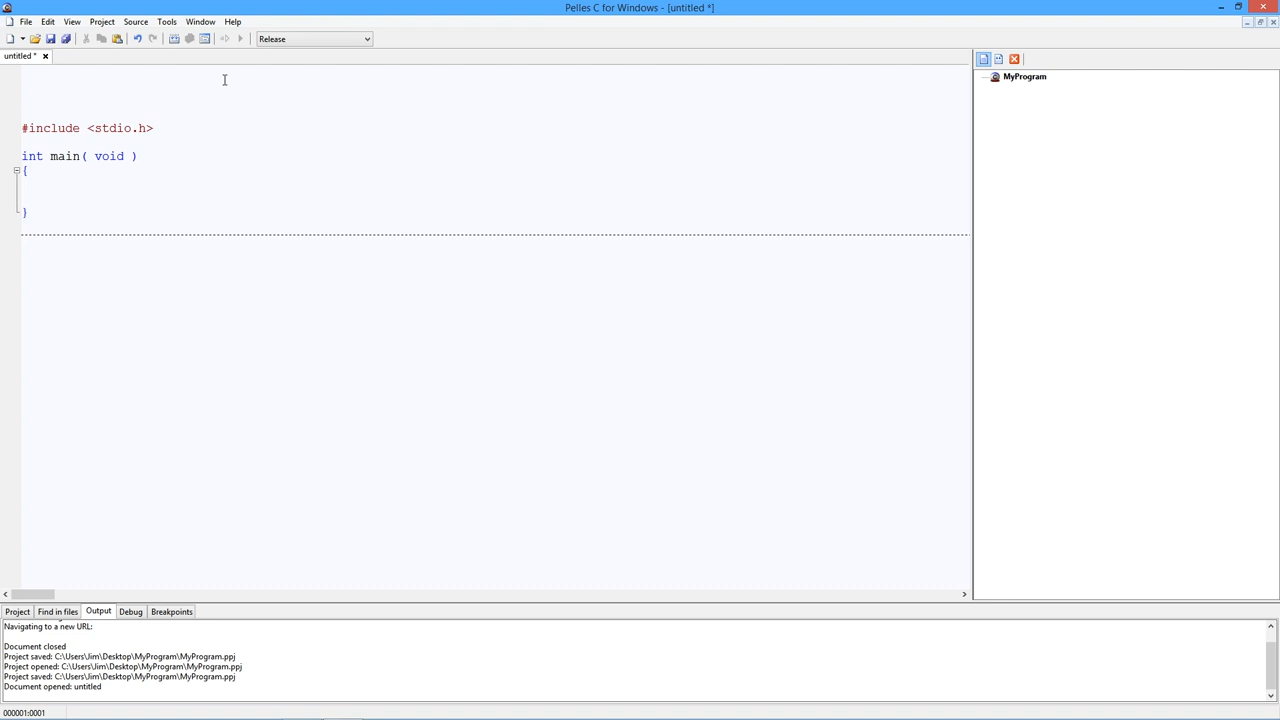 Pelles C for Windows - [untitled *]
File Edit View Project Source Tools Window Help
Release
untitled *
MyProgram
#include <stdio.h>
int main( void )
{
}
Project Find in files Output Debug Breakpoints
Navigating to a new URL:
Document closed
Project saved: C:\Users\Jim\Desktop\MyProgram\MyProgram.ppj
Project opened: C:\Users\Jim\Desktop\MyProgram\MyProgram.ppj
Project saved: C:\Users\Jim\Desktop\MyProgram\MyProgram.ppj
Document opened: untitled
000001:0001